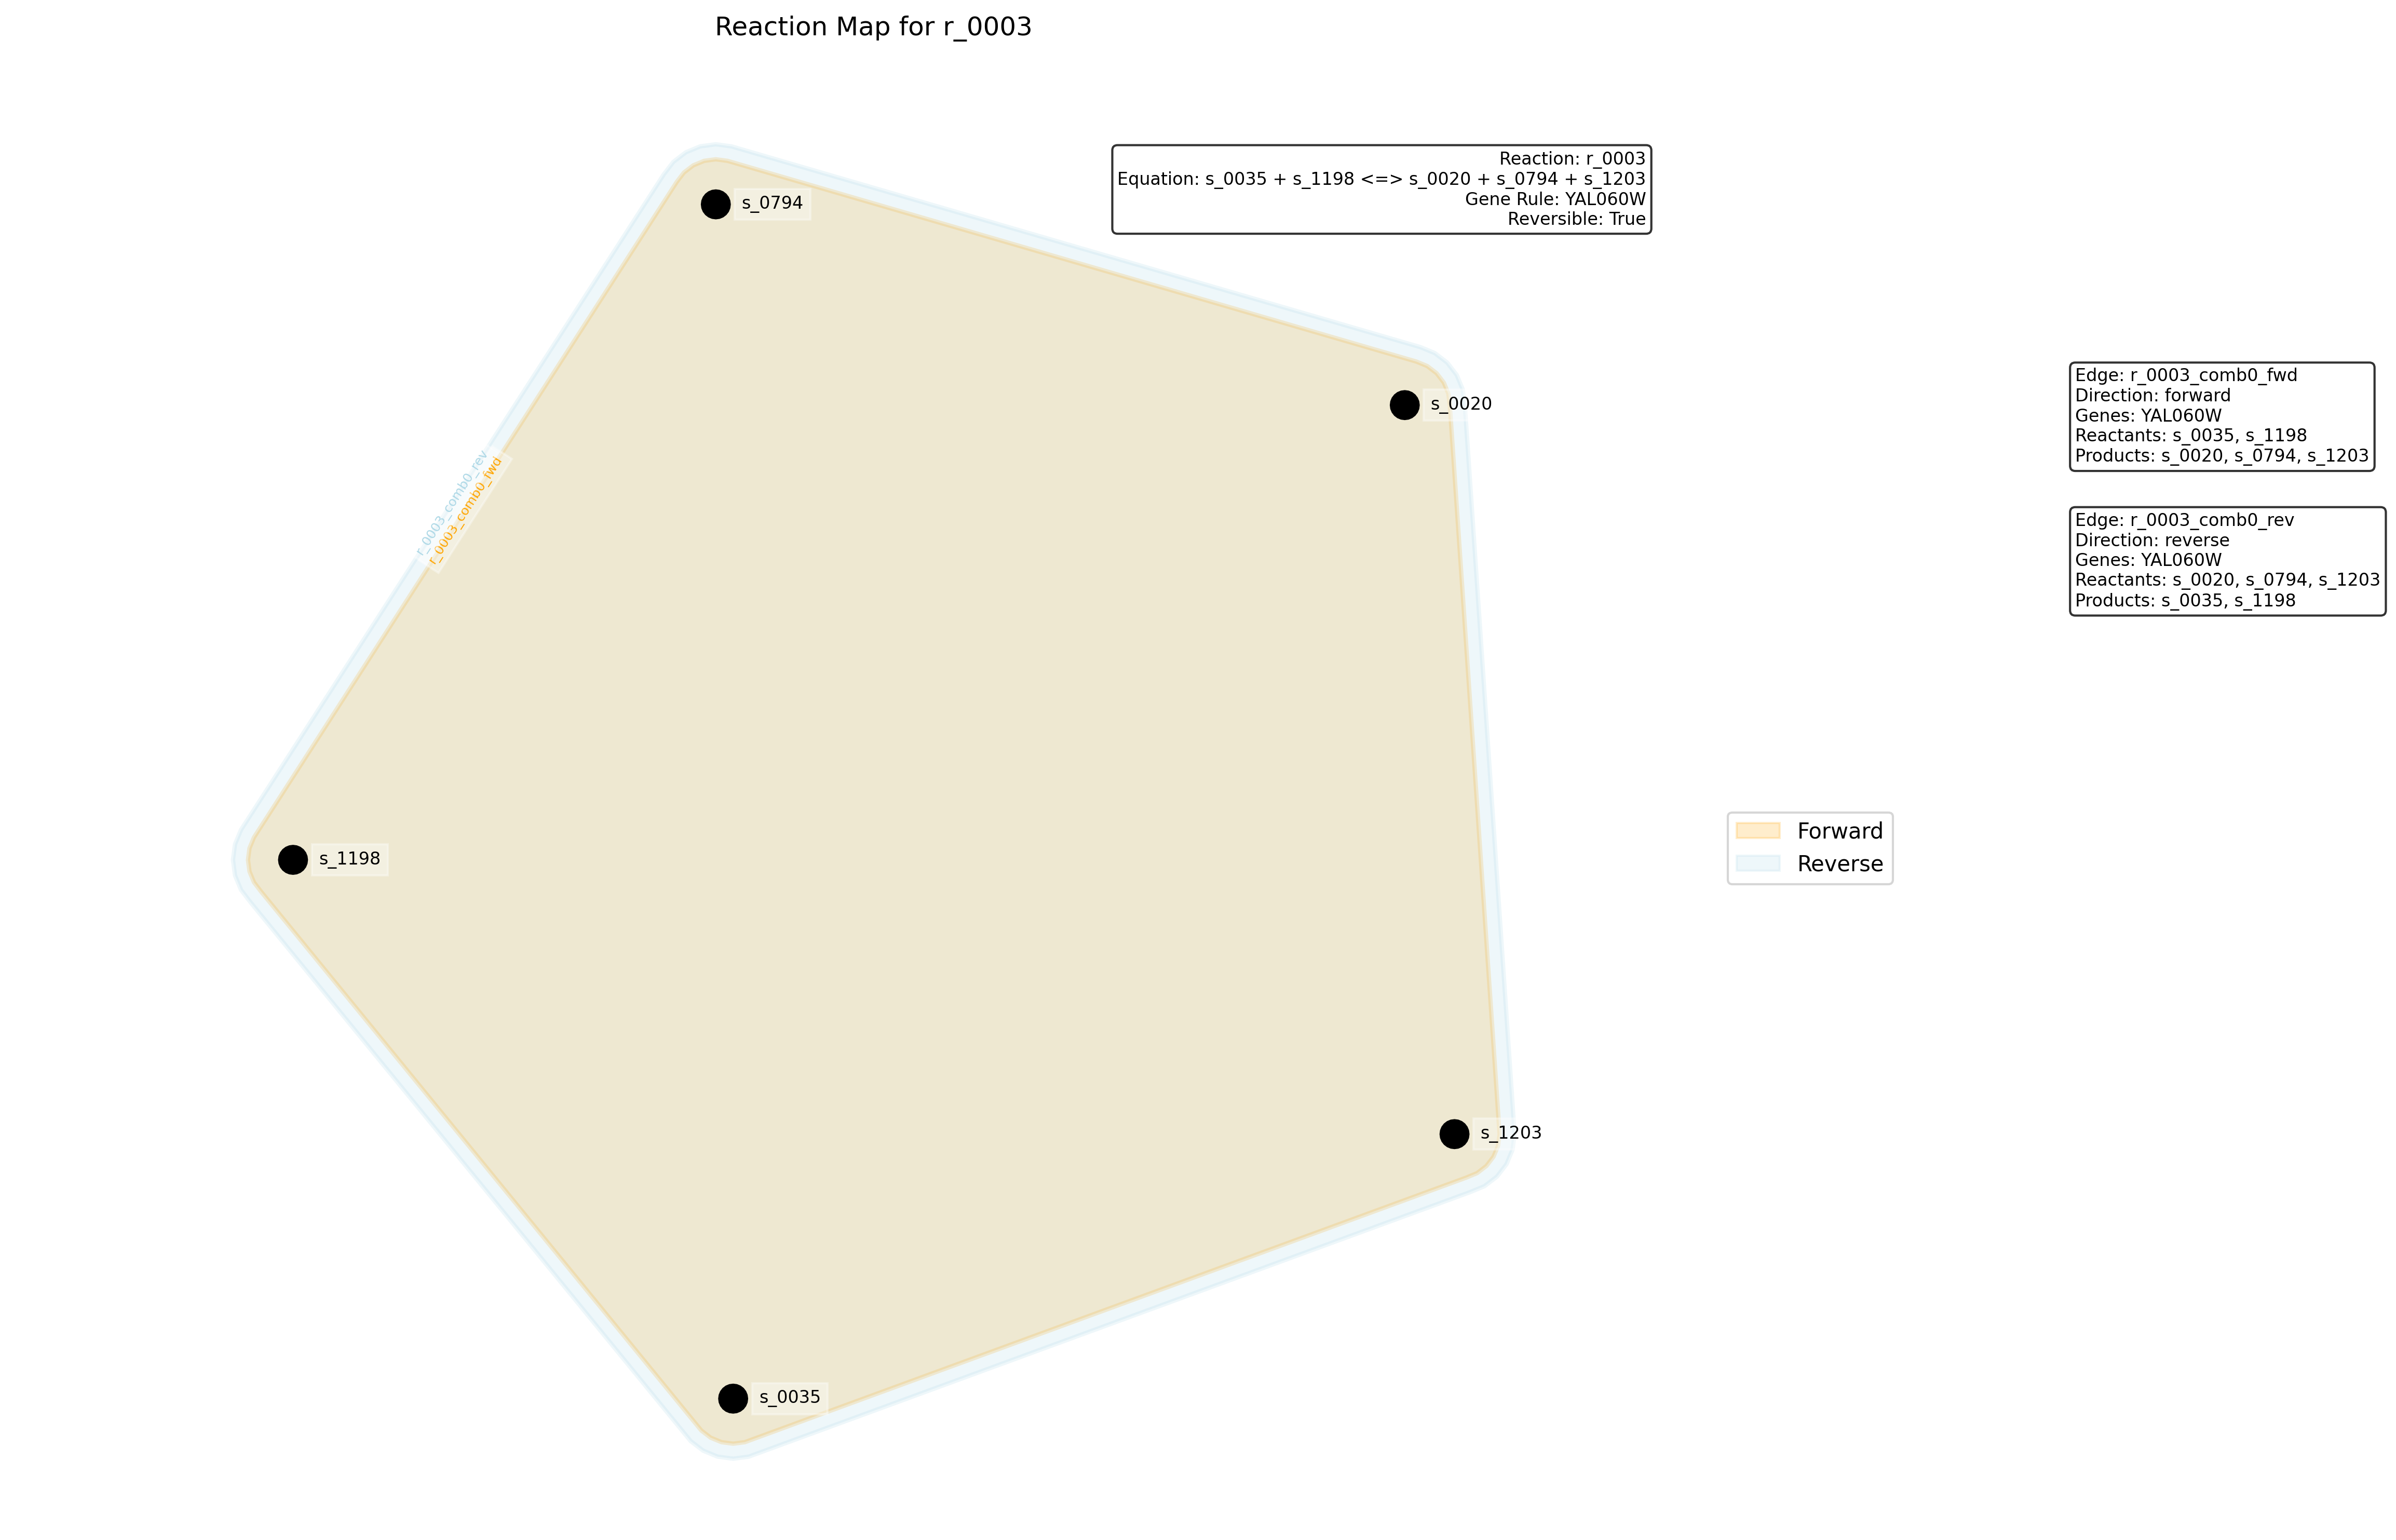 Reaction Map for r_0003
Reaction: r_0003
Equation: s_0035 + s_1198 <=> s_0020 + s_0794 + s_1203
Gene Rule: YAL060W
Reversible: True
s_0794
s_0020
Edge: r_0003_comb0_fwd
Direction: forward
Genes: YAL060W
Reactants: s_0035, s_1198
Products: s_0020, s_0794, s_1203
r_0003_comb0_rev
r_0003_comb0_fwd
Edge: r_0003_comb0_rev
Direction: reverse
Genes: YAL060W
Reactants: s_0020, s_0794, s_1203
Products: s_0035, s_1198
Forward
Reverse
s_1198
s_1203
s_0035